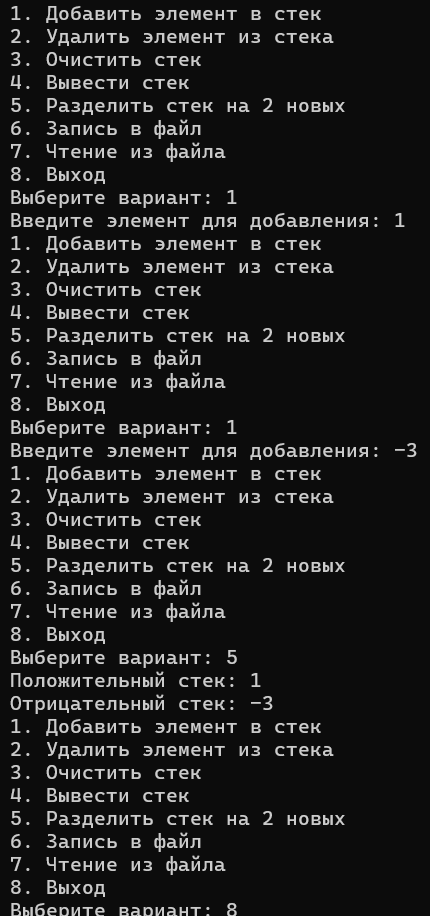 1. Добавить элемент в стек
2. Удалить элемент из стека
3. Очистить стек
4. Вывести стек
5. Разделить стек на 2 новых
6. Запись в файл
7. Чтение из файла
8. Выход
Выберите вариант: 1
Введите элемент для добавления: 1
1. Добавить элемент в стек
2. Удалить элемент из стека
3. Очистить стек
4. Вывести стек
5. Разделить стек на 2 новых
6. Запись в файл
7. Чтение из файла
8. Выход
Выберите вариант: 1
Введите элемент для добавления: -3
1. Добавить элемент в стек
2. Удалить элемент из стека
3. Очистить стек
4. Вывести стек
5. Разделить стек на 2 новых
6. Запись в файл
7. Чтение из файла
8. Выход
Выберите вариант: 5
Положительный стек: 1
Отрицательный стек: -3
1. Добавить элемент в стек
2. Удалить элемент из стека
3. Очистить стек
4. Вывести стек
5. Разделить стек на 2 новых
6. Запись в файл
7. Чтение из файла
8. Выход
Выберите вариант: 8